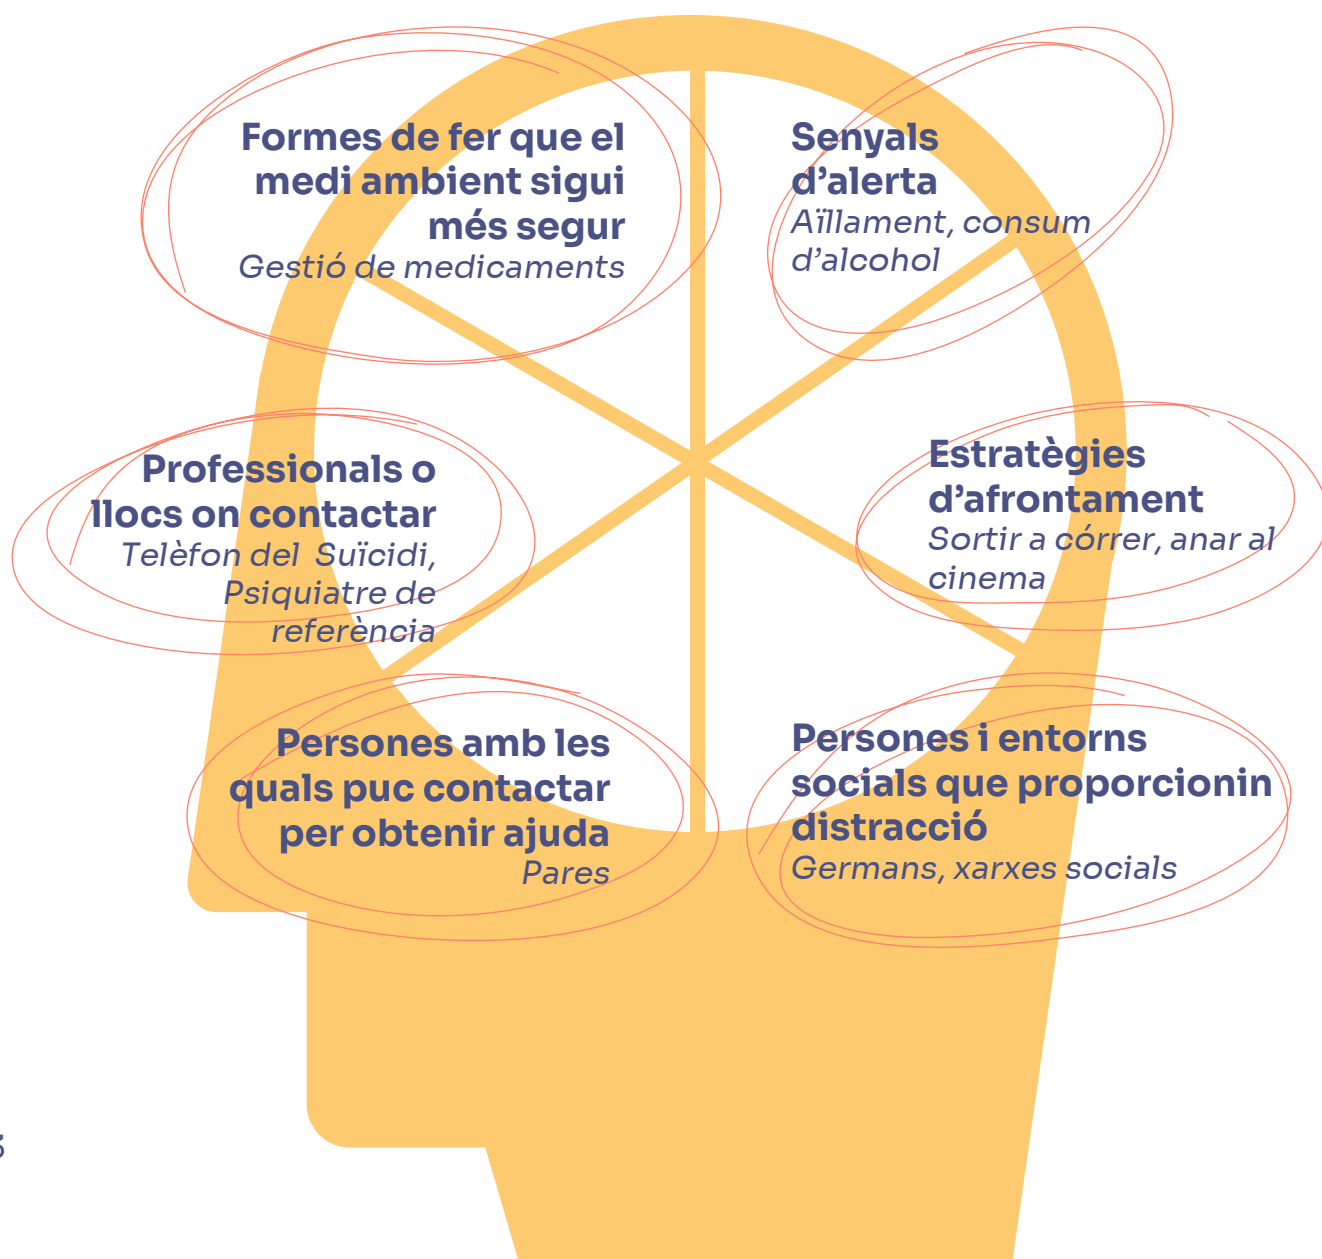 Formes de fer que el
medi ambient sigui
més segur
Gestió de medicaments
Senyals
d'alerta
Aïllament, consum
d'alcohol
Professionals o
llocs on contactar
Telèfon del Suïcidi,
Psiquiatre de
referència
Estratègies
d'afrontament
Sortir a córrer, anar al
cinema
Persones amb les
quals puc contactar
per obtenir ajuda
Pares
Persones i entorns
socials que proporcionin
distracció
Germans, xarxes socials